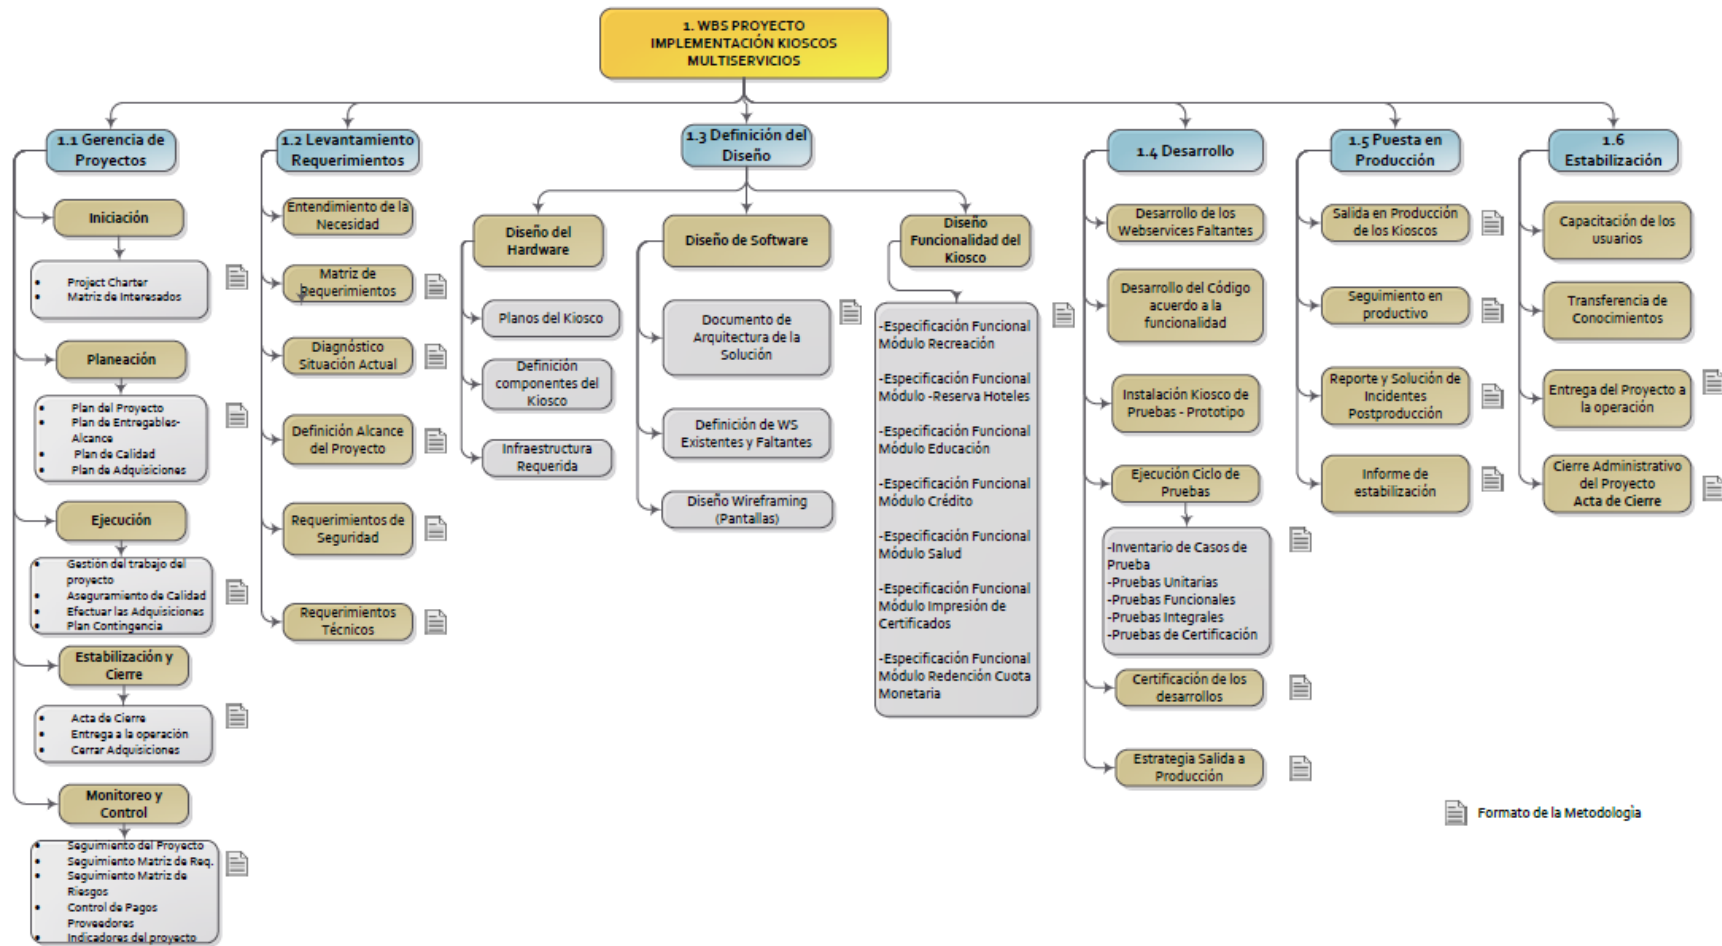 1. WBS PROYECTO
IMPLEMENTACIÓN KIOSCOS
MULTISERVICIOS
1.1 Gerencia de
Proyectos
Iniciación
• Project Charter
• Matriz de Interesados
Planeación
• Plan del Proyecto
• Plan de Entregables-
Alcance
• Plan de Calidad
• Plan de Adquisiciones
Ejecución
• Gestión del trabajo del
proyecto
• Aseguramiento de Calidad
• Efectuar las Adquisiciones
• Plan Contingencia
Estabilización y
Cierre
• Acta de Cierre
• Entrega a la operación
• Cerrar Adquisiciones
Monitoreo y
Control
• Seguimiento del Proyecto
• Seguimiento Matriz de Req.
• Seguimiento Matriz de
Riesgos
• Control de Pagos
Proveedores
• Indicadores del proyecto
1.2 Levantamiento
Requerimientos
Entendimiento de la
Necesidad
Matriz de
Requerimientos
Diagnóstico
Situación Actual
Definición Alcance
del Proyecto
Requerimientos de
Seguridad
Requerimientos
Técnicos
1.3 Definición del
Diseño
Diseño del
Hardware
Planos del Kiosco
Definición
componentes del
Kiosco
Infraestructura
Requerida
Diseño de Software
Documento de
Arquitectura de la
Solución
Definición de WS
Existentes y Faltantes
Diseño Wireframing
(Pantallas)
Diseño
Funcionalidad del
Kiosco
-Especificación Funcional
Módulo Recreación
-Especificación Funcional
Módulo -Reserva Hoteles
-Especificación Funcional
Módulo Educación
-Especificación Funcional
Módulo Crédito
-Especificación Funcional
Módulo Salud
-Especificación Funcional
Módulo Impresión de
Certificados
-Especificación Funcional
Módulo Redención Cuota
Monetaria
1.4 Desarrollo
Desarrollo de los
Webservices Faltantes
Desarrollo del Código
acuerdo a la
funcionalidad
Instalación Kiosco de
Pruebas - Prototipo
Ejecución Ciclo de
Pruebas
-Inventario de Casos de
Prueba
-Pruebas Unitarias
-Pruebas Funcionales
-Pruebas Integrales
-Pruebas de Certificación
Certificación de los
desarrollos
Estrategia Salida a
Producción
1.5 Puesta en
Producción
Salida en Producción
de los Kioscos
Seguimiento en
productivo
Reporte y Solución de
Incidentes
Postproducción
Informe de
estabilización
1.6
Estabilización
Capacitación de los
usuarios
Transferencia de
Conocimientos
Entrega del Proyecto a
la operación
Cierre Administrativo
del Proyecto
Acta de Cierre
Formato de la Metodologìa